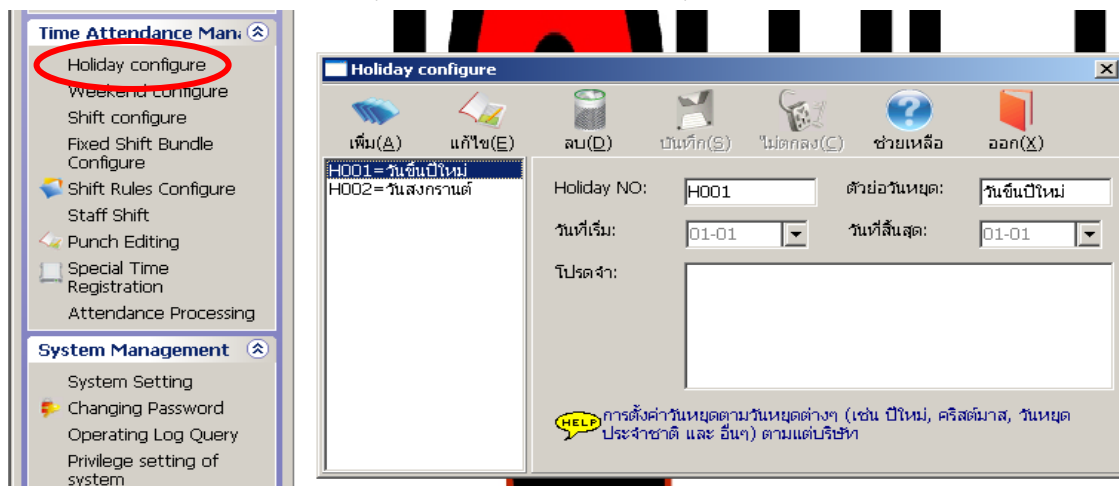 Time Attendance Man
Holiday configure
Weekend configure
Shift configure
Fixed Shift Bundle
Configure
Shift Rules Configure
Staff Shift
Punch Editing
Special Time
Registration
Attendance Processing
System Management
System Setting
Changing Password
Operating Log Query
Privilege setting of
system
Holiday configure
เพิ่ม(A) แก้ไข(E) ลบ(D) บันทึก(S) ไม่ตกลง(C) ช่วยเหลือ ออก(X)
H001=วันขึ้นปีใหม่
H002=วันสงกรานต์
Holiday NO: H001 ตัวย่อวันหยุด: วันขึ้นปีใหม่
วันที่เริ่ม: 01-01 วันที่สิ้นสุด: 01-01
โปรดจำ:
HELP การตั้งค่าวันหยุดตามวันหยุดต่างๆ (เช่น ปีใหม่, คริสต์มาส, วันหยุด
ประจำชาติ และ อื่นๆ) ตามแต่บริษัท